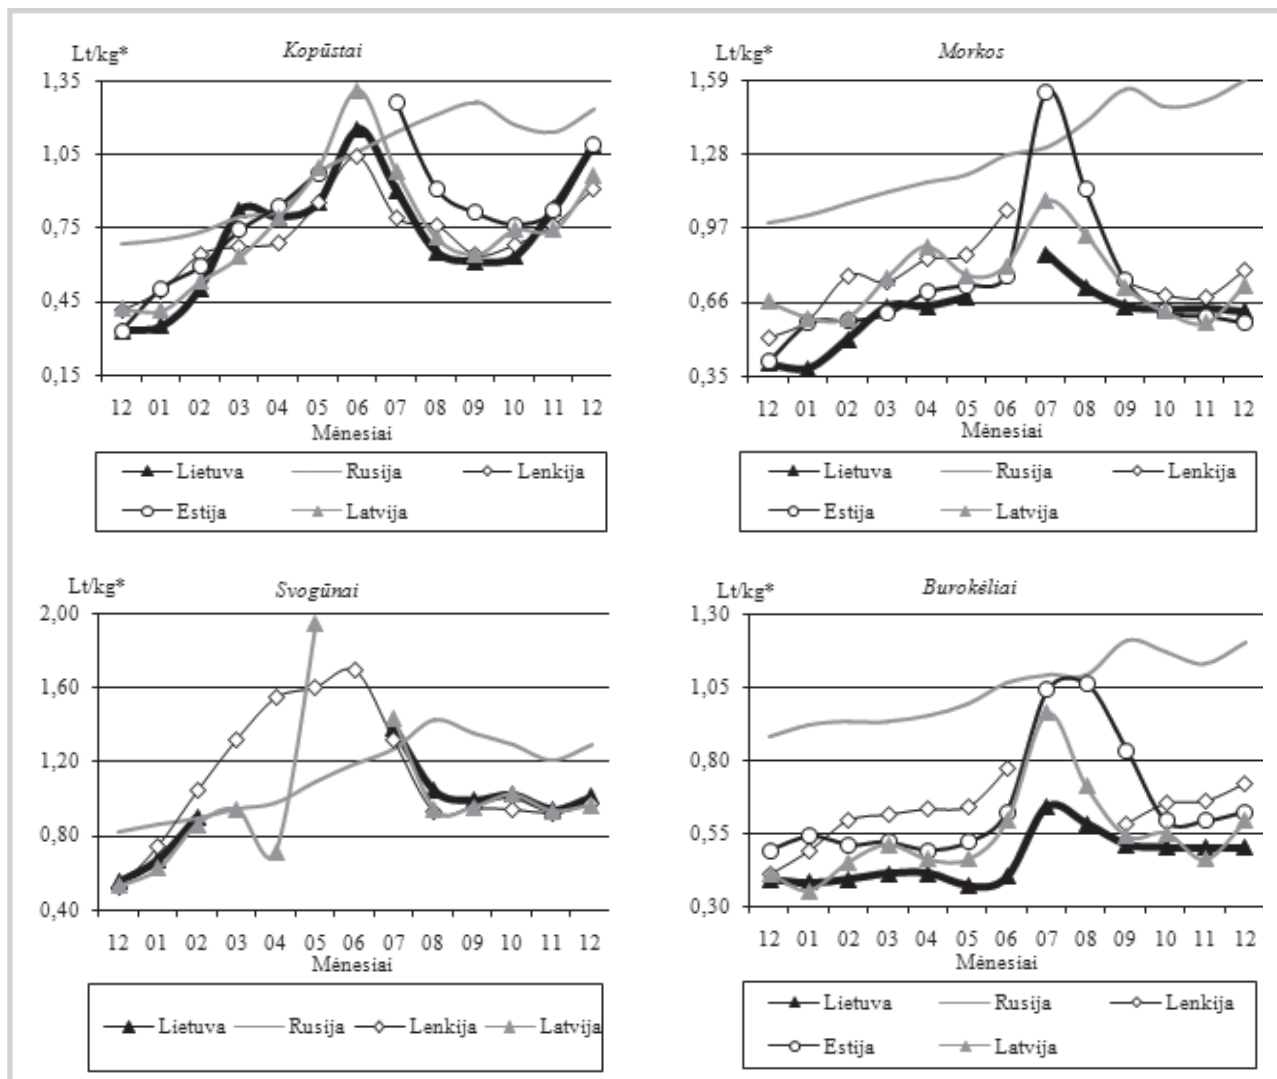 Lt/kg*
Kopūstai
1,35
1,05
0,75
0,45
0,15
12 01 02 03 04 05 06 07 08 09 10 11 12
Mėnesiai
Lietuva Rusija Lenkija
Estija Latvija
Lt/kg*
Morkos
1,59
1,28
0,97
0,66
0,35
12 01 02 03 04 05 06 07 08 09 10 11 12
Mėnesiai
Lietuva Rusija Lenkija
Estija Latvija
Lt/kg*
Svogūnai
2,00
1,60
1,20
0,80
0,40
12 01 02 03 04 05 06 07 08 09 10 11 12
Mėnesiai
Lietuva Rusija Lenkija Latvija
Lt/kg*
Burokėliai
1,30
1,05
0,80
0,55
0,30
12 01 02 03 04 05 06 07 08 09 10 11 12
Mėnesiai
Lietuva Rusija Lenkija
Estija Latvija